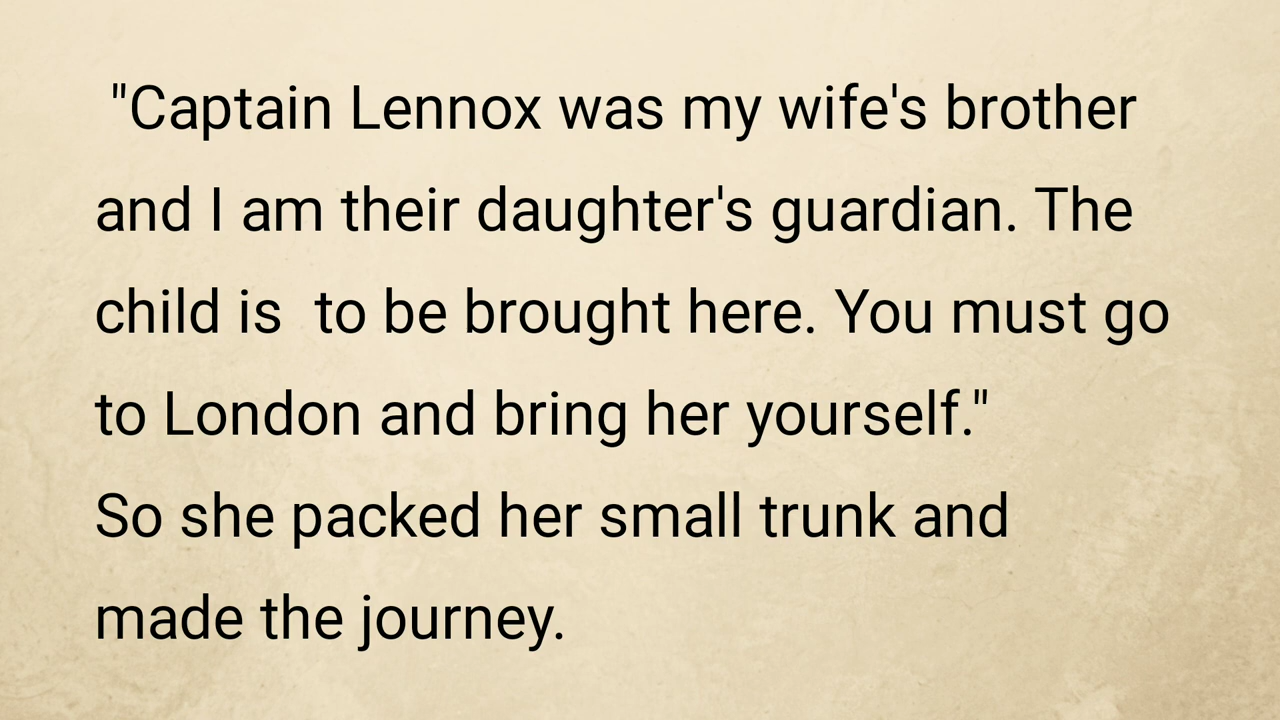 "Captain Lennox was my wife's brother
and I am their daughter's guardian. The
child is  to be brought here. You must go
to London and bring her yourself."
So she packed her small trunk and
made the journey.